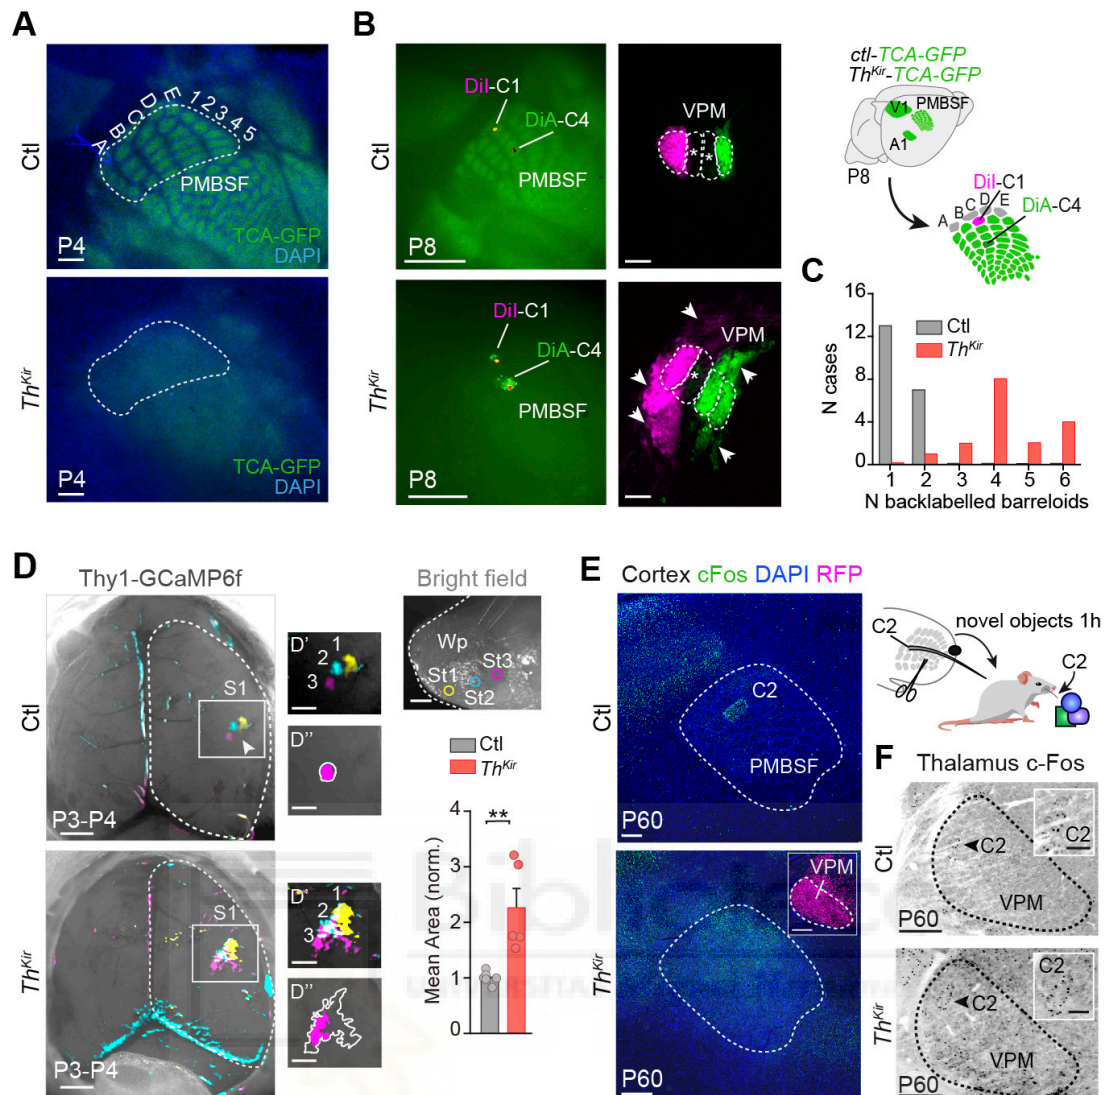 A
Ctl
A
B
C
D
E
1 2 3 4 5
PMBSF
P4
TCA-GFP
DAPI
Th^Kir
P4
TCA-GFP
DAPI
B
Ctl
DiI-C1
DiA-C4
PMBSF
P8
VPM
*
*
Th^Kir
DiI-C1
DiA-C4
PMBSF
P8
VPM
*
ctl-TCA-GFP
Th^Kir-TCA-GFP
V1
PMBSF
A1
P8
DiI-C1
A B C D E
DiA-C4
C
16
12
8
4
0
N cases
Ctl
Th^Kir
1 2 3 4 5 6
N backlabelled barreloids
D
Thy1-GCaMP6f
Ctl
S1
P3-P4
D'
1
2
3
D''
Bright field
Wp
St1
St2
St3
Th^Kir
S1
P3-P4
D'
1
2
3
D''
Ctl
Th^Kir
**
4
3
2
1
0
Mean Area (norm.)
E
Cortex cFos DAPI RFP
Ctl
C2
PMBSF
P60
Th^Kir
VPM
P60
C2
novel objects 1h
C2
F
Thalamus c-Fos
Ctl
C2
C2
VPM
P60
Th^Kir
C2
C2
VPM
P60